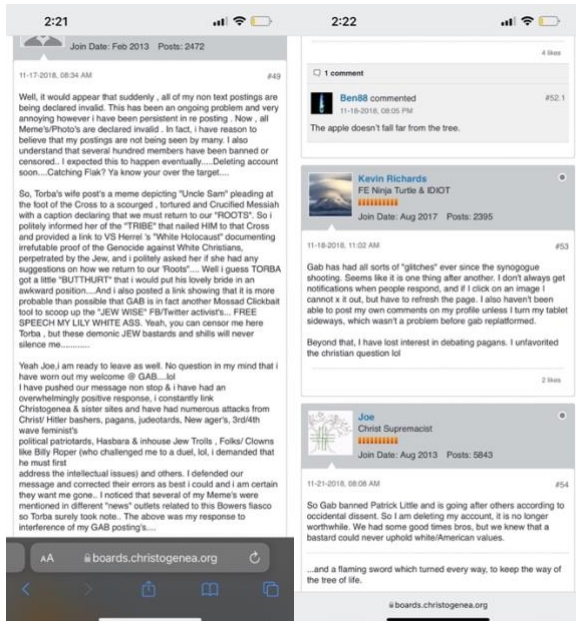 2:21
Join Date: Feb 2013 Posts: 2472
11-17-2018, 08:34 AM
#49
Well, it would appear that suddenly , all of my non text postings are
being declared invalid. This has been an ongoing problem and very
annoying however i have been persistent in re posting . Now , all
Meme's/Photo's are declared invalid . In fact, i have reason to
believe that my postings are not being seen by many. I also
understand that several hundred members have been banned or
censored.. I expected this to happen eventually....Deleting account
soon....Catching Flak? Ya know your over the target....
So, Torba's wife post's a meme depicting "Uncle Sam" pleading at
the foot of the Cross to a scourged , tortured and Crucified Messiah
with a caption declaring that we must return to our "ROOTS". So i
politely informed her of the "TRIBE" that nailed HIM to that Cross
and provided a link to VS Herrel 's "White Holocaust" documenting
irrefutable proof of the Genocide against White Christians,
perpetrated by the Jew, and i politely asked her if she had any
suggestions on how we return to our 'Roots".... Well i guess TORBA
got a little "BUTTHURT" that i would put his lovely bride in an
awkward position....And i also posted a link showing that it is more
probable than possible that GAB is in fact another Mossad Clickbait
tool to scoop up the "JEW WISE" FB/Twitter activist's... FREE
SPEECH MY LILY WHITE ASS. Yeah, you can censor me here
Torba , but these demonic JEW bastards and shills will never
silence me.............
Yeah Joe,i am ready to leave as well. No question in my mind that i
have worn out my welcome @ GAB....lol
I have pushed our message non stop & i have had an
overwhelmingly positive response, i constantly link
Christogenea & sister sites and have had numerous attacks from
Christ/ Hitler bashers, pagans, judeotards, New ager's, 3rd/4th
wave feminist's
political patriotards, Hasbara & inhouse Jew Trolls , Folks/ Clowns
like Billy Roper (who challenged me to a duel, lol, i demanded that
he must first
address the intellectual issues) and others. I defended our
message and corrected their errors as best i could and i am certain
they want me gone.. I noticed that several of my Meme's were
mentioned in different "news" outlets related to this Bowers fiasco
so Torba surely took note.. The above was my response to
interference of my GAB posting's....
AA
boards.christogenea.org
2:22
4 likes
1 comment
Ben88 commented
#52.1
11-18-2018, 08:05 PM
The apple doesn't fall far from the tree.
Kevin Richards
FE Ninja Turtle & IDIOT
Join Date: Aug 2017 Posts: 2395
11-18-2018, 11:02 AM
#53
Gab has had all sorts of "glitches" ever since the synogogue
shooting. Seems like it is one thing after another. I don't always get
notifications when people respond, and if I click on an image I
cannot x it out, but have to refresh the page. I also haven't been
able to post my own comments on my profile unless I turn my tablet
sideways, which wasn't a problem before gab replatformed.
Beyond that, I have lost interest in debating pagans. I unfavorited
the christian question lol
2 likes
Joe
Christ Supremacist
Join Date: Aug 2013 Posts: 5843
11-21-2018, 08:08 AM
#54
So Gab banned Patrick Little and is going after others according to
occidental dissent. So I am deleting my account, it is no longer
worthwhile. We had some good times bros, but we knew that a
bastard could never uphold white/American values.
...and a flaming sword which turned every way, to keep the way of
the tree of life.
boards.christogenea.org